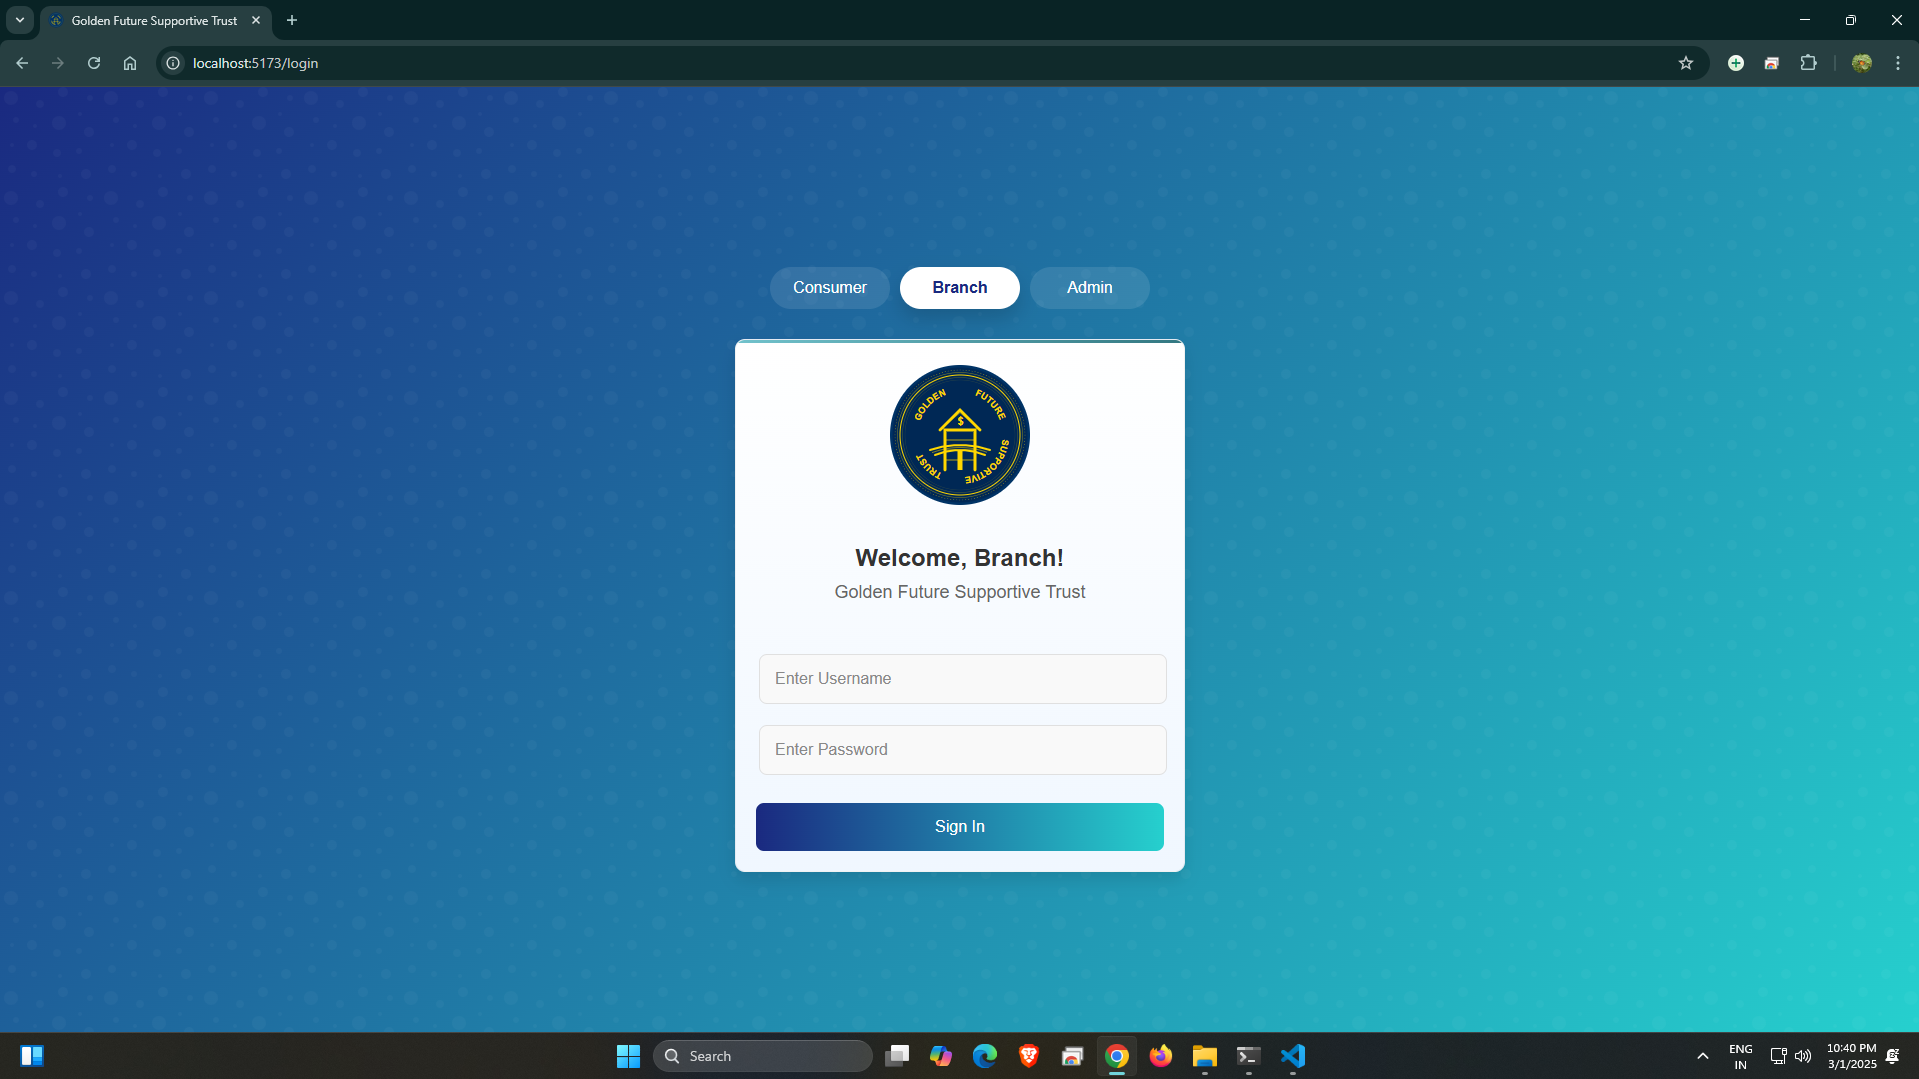 Golden Future Supportive Trust
localhost:5173/login
Consumer
Branch
Admin
GOLDEN FUTURE SUPPORTIVE TRUST
$
Welcome, Branch!
Golden Future Supportive Trust
Enter Username
Enter Password
Sign In
Search
ENG
IN
10:40 PM
3/1/2025